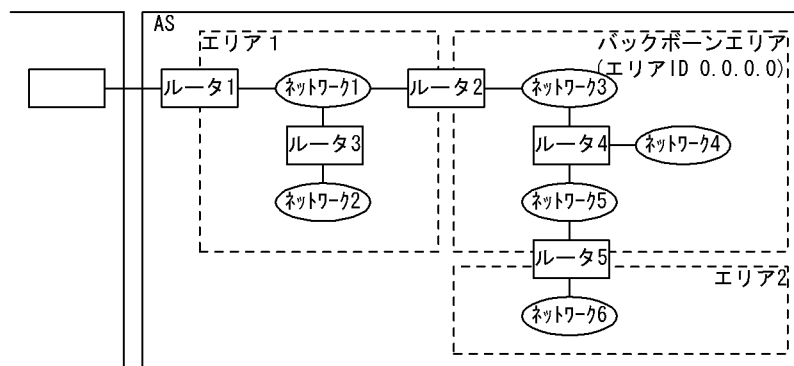 AS
エリア1
バックボーンエリア
(エリアID 0.0.0.0)
ルータ1
ネットワーク1
ルータ2
ネットワーク3
ルータ3
ルータ4
ネットワーク4
ネットワーク2
ネットワーク5
ルータ5
エリア2
ネットワーク6